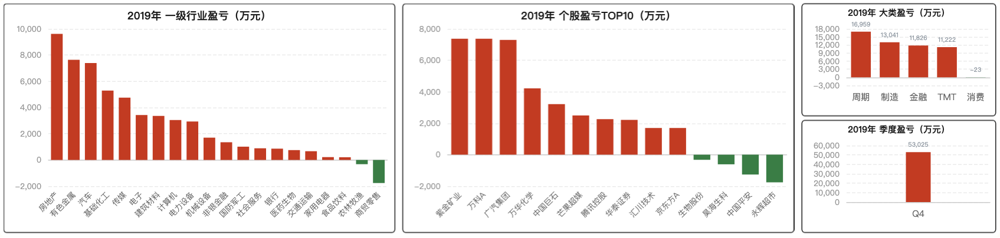 2019年 一级行业盈亏（万元）
10,000
8,000
6,000
4,000
2,000
0
−2,000
房地产
有色金属
汽车
基础化工
传媒
电子
建筑材料
计算机
电力设备
机械设备
非银金融
国防军工
社会服务
银行
医药生物
交通运输
家用电器
食品饮料
农林牧渔
商贸零售
2019年 个股盈亏TOP10（万元）
8,000
6,000
4,000
2,000
0
−2,000
紫金矿业
万科A
广汽集团
万华化学
中国巨石
芒果超媒
腾讯控股
华泰证券
汇川技术
京东方A
生物股份
昊海生科
中国平安
永辉超市
2019年 大类盈亏（万元）
18,000
15,000
12,000
9,000
6,000
3,000
0
−3,000
16,959
13,041
11,826
11,222
−23
周期
制造
金融
TMT
消费
2019年 季度盈亏（万元）
60,000
50,000
40,000
30,000
20,000
10,000
0
53,025
Q4